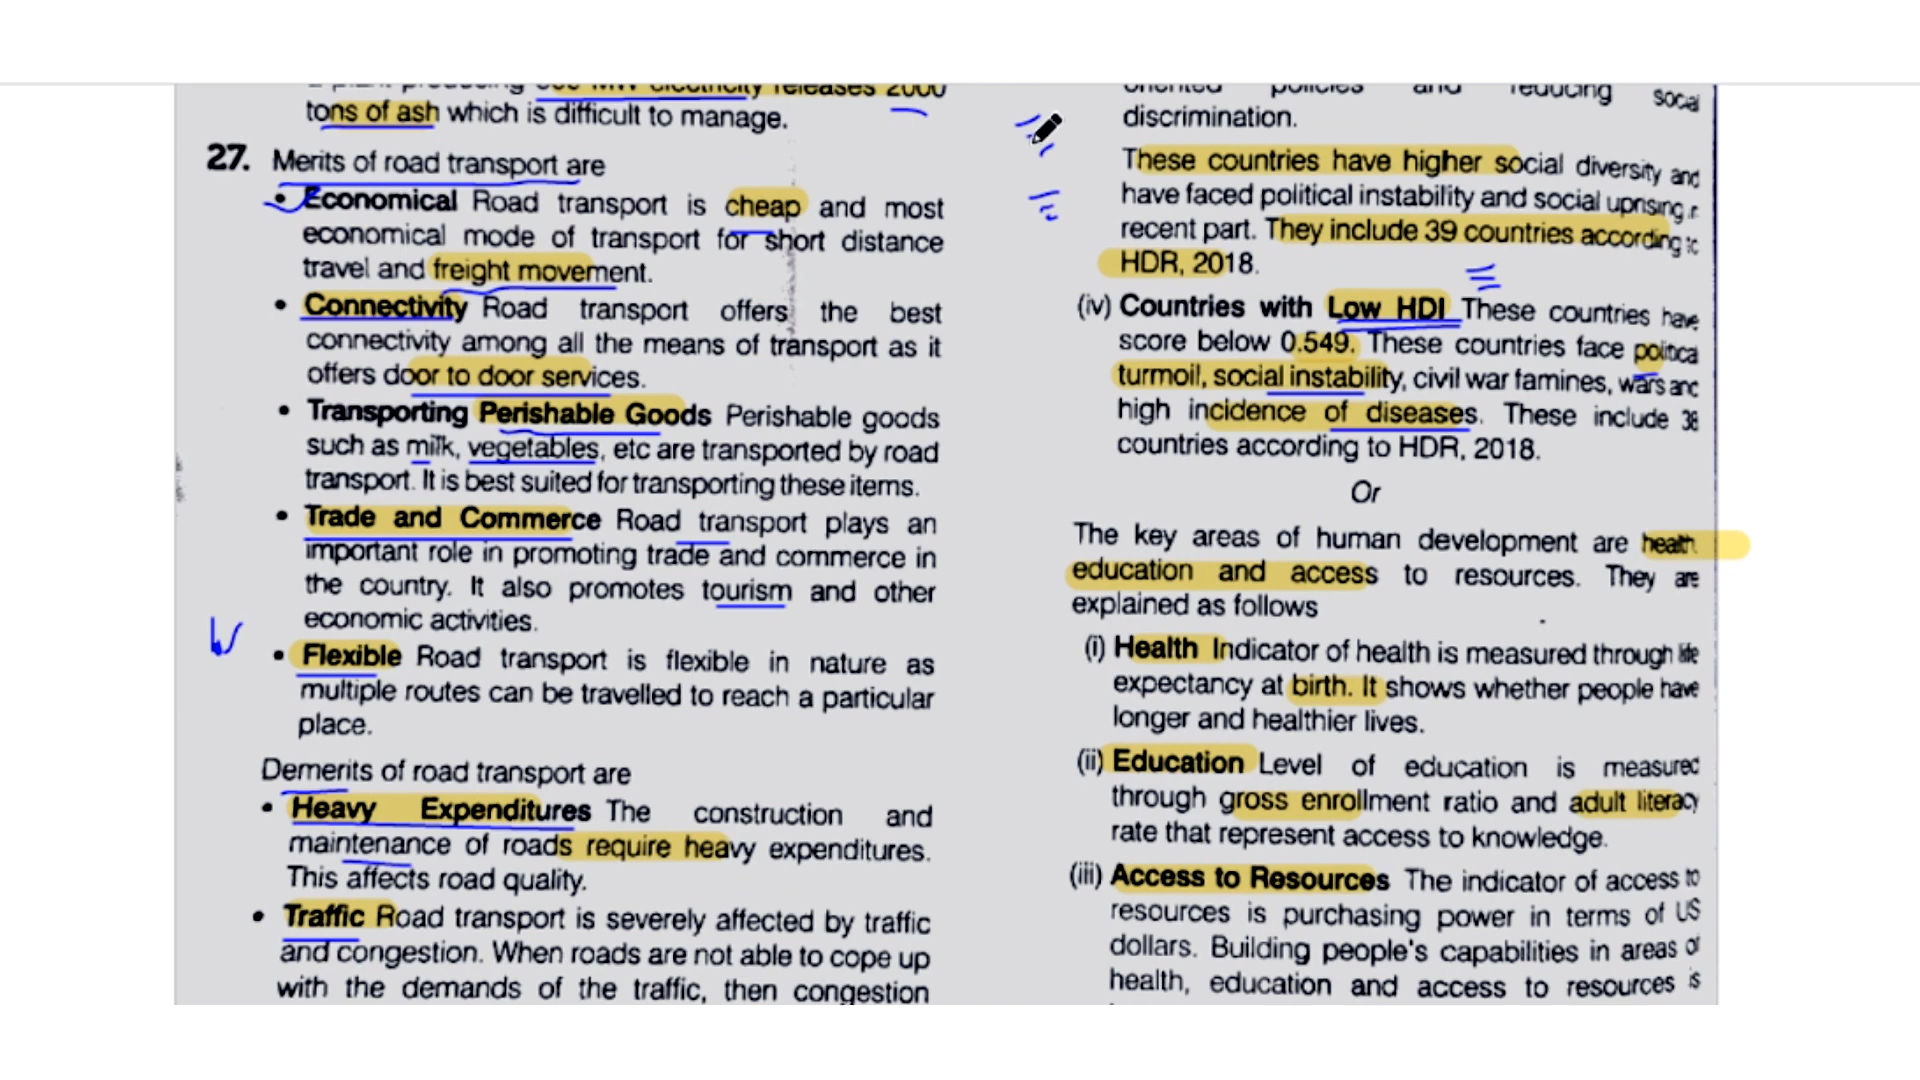 a plant producing 500 MW electricity releases 2000
tons of ash which is difficult to manage.
27. Merits of road transport are
• Economical Road transport is cheap and most
economical mode of transport for short distance
travel and freight movement.
• Connectivity Road transport offers the best
connectivity among all the means of transport as it
offers door to door services.
• Transporting Perishable Goods Perishable goods
such as milk, vegetables, etc are transported by road
transport. It is best suited for transporting these items.
• Trade and Commerce Road transport plays an
important role in promoting trade and commerce in
the country. It also promotes tourism and other
economic activities.
• Flexible Road transport is flexible in nature as
multiple routes can be travelled to reach a particular
place.
Demerits of road transport are
• Heavy Expenditures The construction and
maintenance of roads require heavy expenditures.
This affects road quality.
• Traffic Road transport is severely affected by traffic
and congestion. When roads are not able to cope up
with the demands of the traffic, then congestion
oriented policies and reducing social
discrimination.
These countries have higher social diversity and
have faced political instability and social uprising
recent part. They include 39 countries according to
HDR, 2018.
(iv) Countries with Low HDI These countries have
score below 0.549. These countries face political
turmoil, social instability, civil war famines, wars and
high incidence of diseases. These include 38
countries according to HDR, 2018.
Or
The key areas of human development are health
education and access to resources. They are
explained as follows
(i) Health Indicator of health is measured through life
expectancy at birth. It shows whether people have
longer and healthier lives.
(ii) Education Level of education is measured
through gross enrollment ratio and adult literacy
rate that represent access to knowledge.
(iii) Access to Resources The indicator of access to
resources is purchasing power in terms of US
dollars. Building people's capabilities in areas of
health, education and access to resources is